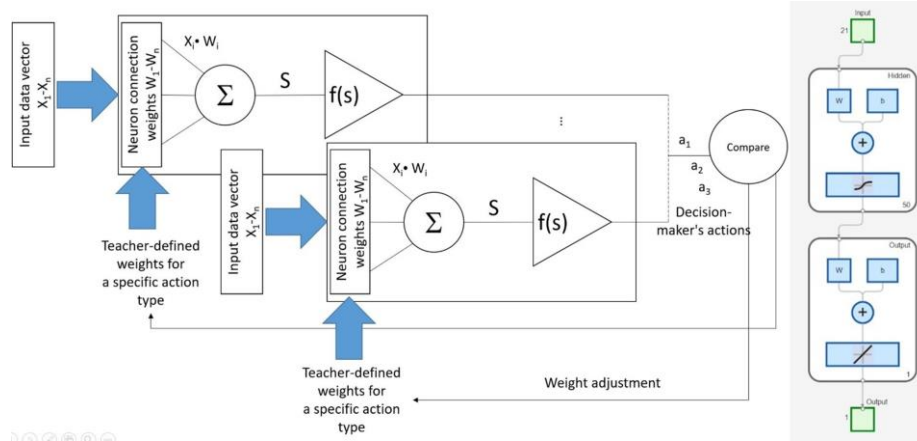 Input data vector
X₁-Xₙ
Neuron connection
weights W₁-Wₙ
Xᵢ• Wᵢ
Σ
S
f(s)
Teacher-defined
weights for
a specific action
type
Input data vector
X₁-Xₙ
Neuron connection
weights W₁-Wₙ
Xᵢ• Wᵢ
Σ
S
f(s)
Teacher-defined
weights for
a specific action
type
...
a₁
a₂
a₃
Decision-
maker's actions
Compare
Weight adjustment
Input
21
Hidden
W
b
+
50
Output
W
b
+
1
Output
1